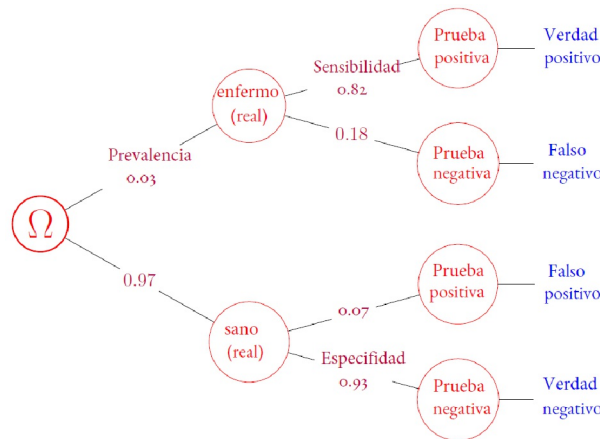 Prueba
positiva
Verdad
positivo
Sensibilidad
0.82
enfermo
(real)
0.18
Prueba
negativa
Falso
negativo
Prevalencia
0.03
Ω
0.97
Prueba
positiva
Falso
positivo
0.07
sano
(real)
Especifidad
0.93
Prueba
negativa
Verdad
negativo